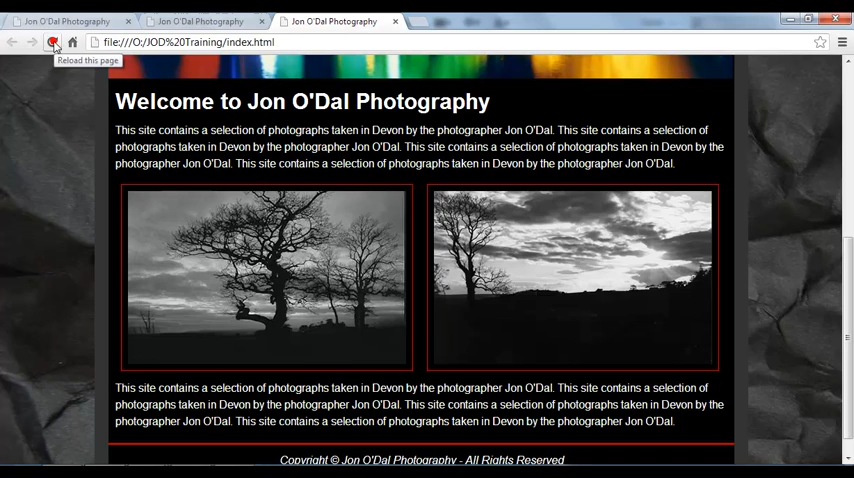 Jon O'Dal Photography
Jon O'Dal Photography
Jon O'Dal Photography
file:///O:/JOD%20Training/index.html
Reload this page
Welcome to Jon O'Dal Photography
This site contains a selection of photographs taken in Devon by the photographer Jon O'Dal. This site contains a selection of
photographs taken in Devon by the photographer Jon O'Dal. This site contains a selection of photographs taken in Devon by the
photographer Jon O'Dal. This site contains a selection of photographs taken in Devon by the photographer Jon O'Dal.
This site contains a selection of photographs taken in Devon by the photographer Jon O'Dal. This site contains a selection of
photographs taken in Devon by the photographer Jon O'Dal. This site contains a selection of photographs taken in Devon by the
photographer Jon O'Dal. This site contains a selection of photographs taken in Devon by the photographer Jon O'Dal.
Copyright © Jon O'Dal Photography - All Rights Reserved